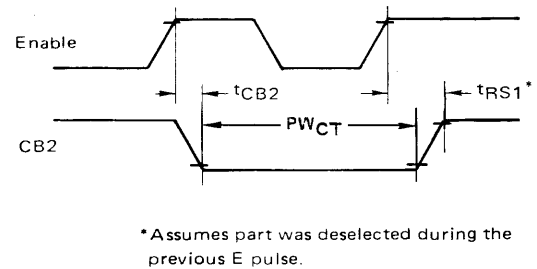 Enable
tCB2
tRS1*
PWCT
CB2
*Assumes part was deselected during the
previous E pulse.